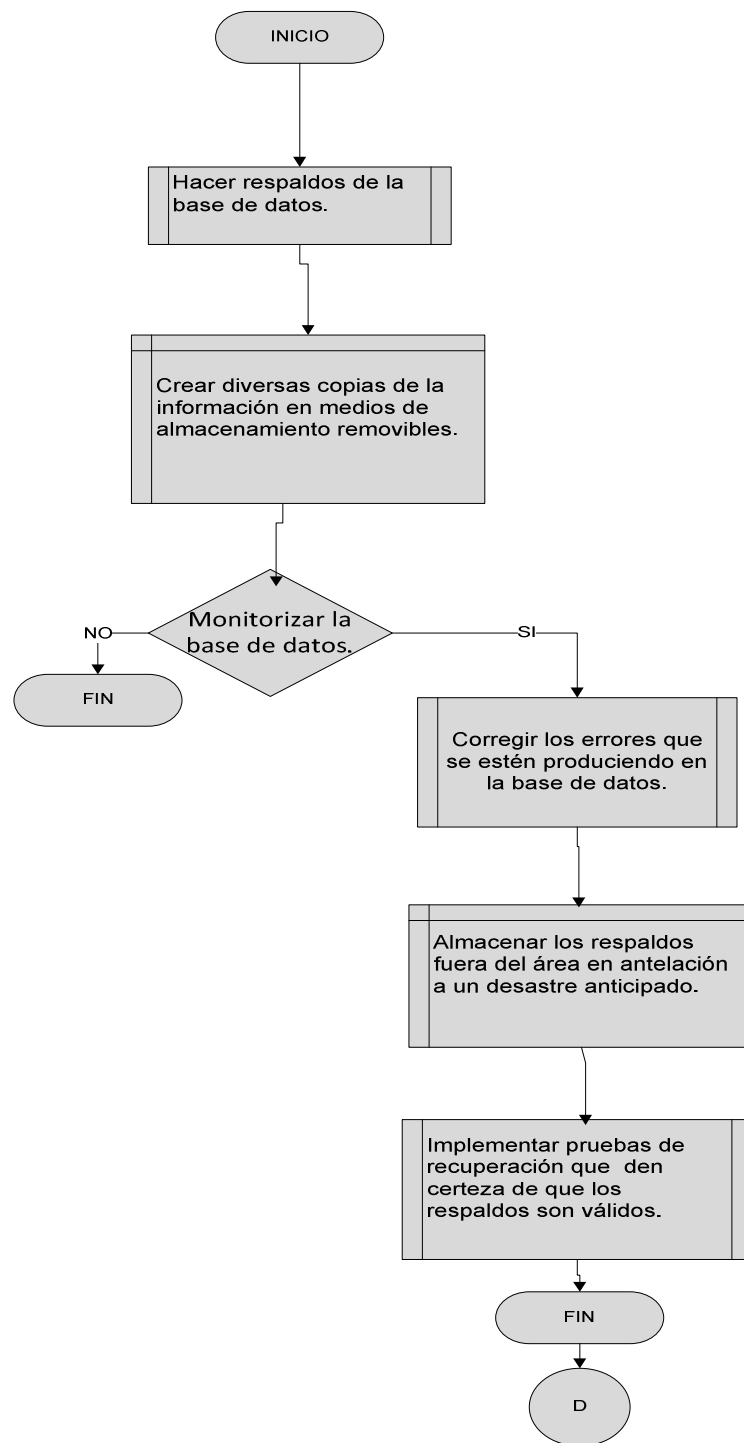 INICIO
Hacer respaldos de la
base de datos.
Crear diversas copias de la
información en medios de
almacenamiento removibles.
Monitorizar la
base de datos.
NO
SI
FIN
Corregir los errores que
se estén produciendo en
la base de datos.
Almacenar los respaldos
fuera del área en antelación
a un desastre anticipado.
Implementar pruebas de
recuperación que den
certeza de que los
respaldos son válidos.
FIN
D